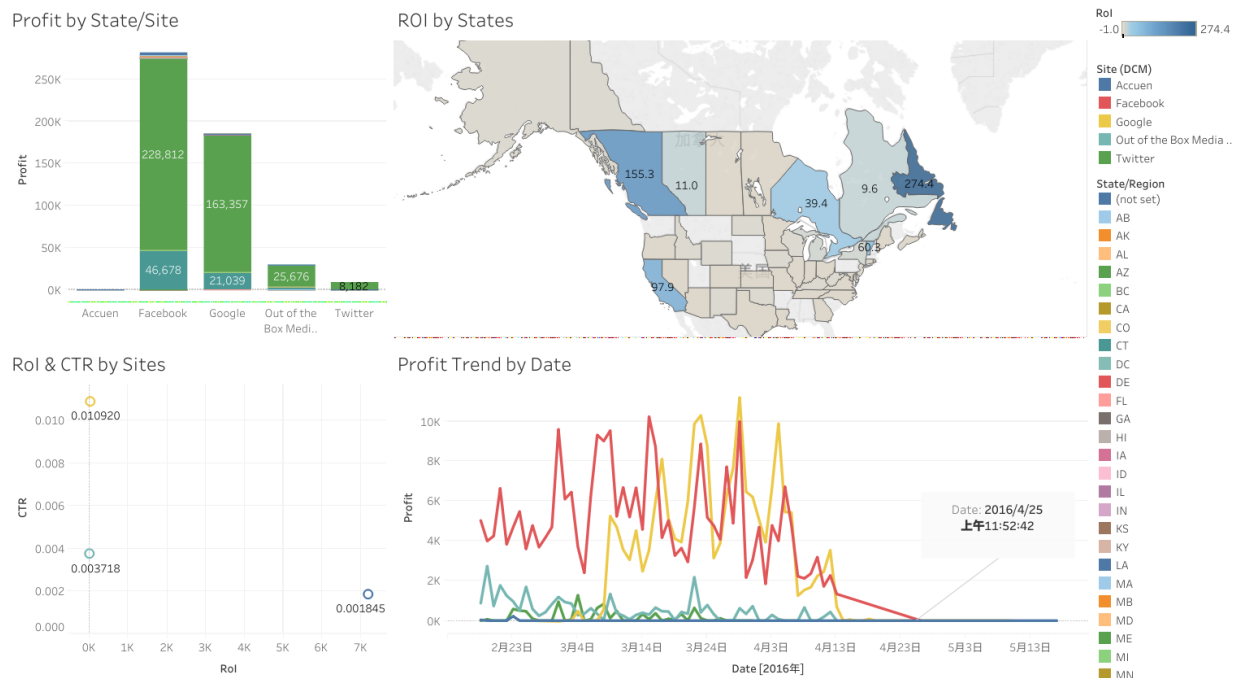 Profit by State/Site
250K
200K
150K
100K
50K
0K
Profit
228,812
46,678
163,357
21,039
25,676
8,182
Accuen
Facebook
Google
Out of the
Box Medi..
Twitter
ROI by States
加拿大
美国
155.3
11.0
39.4
9.6
274.4
60.3
97.9
RoI
-1.0
274.4
Site (DCM)
Accuen
Facebook
Google
Out of the Box Media ..
Twitter
State/Region
(not set)
AB
AK
AL
AZ
BC
CA
CO
CT
DC
DE
FL
GA
HI
IA
ID
IL
IN
KS
KY
LA
MA
MB
MD
ME
MI
MN
RoI & CTR by Sites
0.010
0.008
0.006
0.004
0.002
0.000
CTR
0.010920
0.003718
0.001845
0K 1K 2K 3K 4K 5K 6K 7K
RoI
Profit Trend by Date
10K
8K
6K
4K
2K
0K
Profit
Date: 2016/4/25
上午11:52:42
2月23日 3月4日 3月14日 3月24日 4月3日 4月13日 4月23日 5月3日 5月13日
Date [2016年]